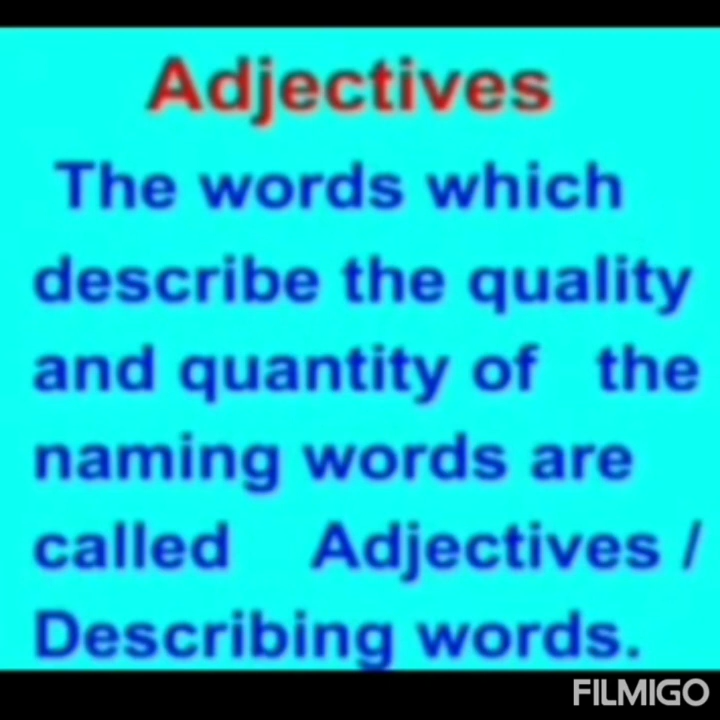 Adjectives
The words which
describe the quality
and quantity of the
naming words are
called Adjectives /
Describing words.
FILMIGO